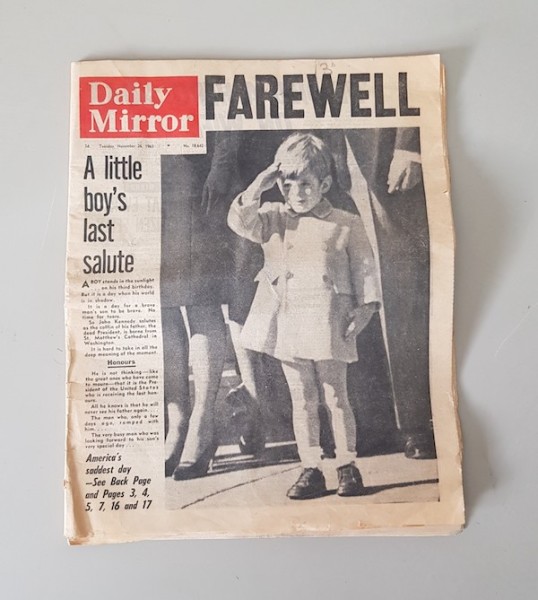 3
Daily
Mirror
FAREWELL
Tuesday, November 26, 1963
No.
A little
boy's
last
salute
A BOY stands in the sunlight
. . . on his third birthday.
But it is a day when his world
is in shadow.
It is a day for a brave
man's son to be brave. No
time for tears.
So John Kennedy salutes
as the coffin of his father, the
dead President, is borne from
St. Matthew's Cathedral in
Washington.
It is hard to take in all the
deep meaning of the moment.
Honours
He is not thinking—like
the great ones who have come
to mourn—that it is the Pre-
sident of the United States
who is receiving the last hon-
ours.
All he knows is that he will
never see his father again. . .
The man who, only a few
days ago, romped with
him. . . .
The very busy man who was
looking forward to his son's
very special day . . .
America's
saddest day
—See Back Page
and Pages 3, 4,
5, 7, 16 and 17